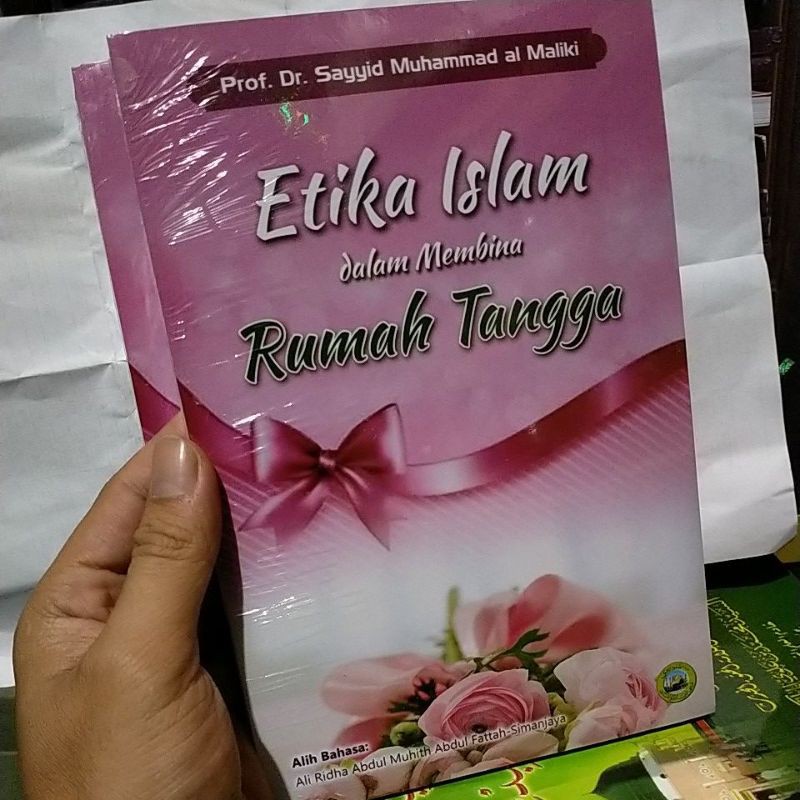 Prof. Dr. Sayyid Muhammad al Maliki
Etika Islam
dalam Membina
Rumah Tangga
Alih Bahasa:
Ali Ridha Abdul Muhith Abdul Fattah-Simanjaya